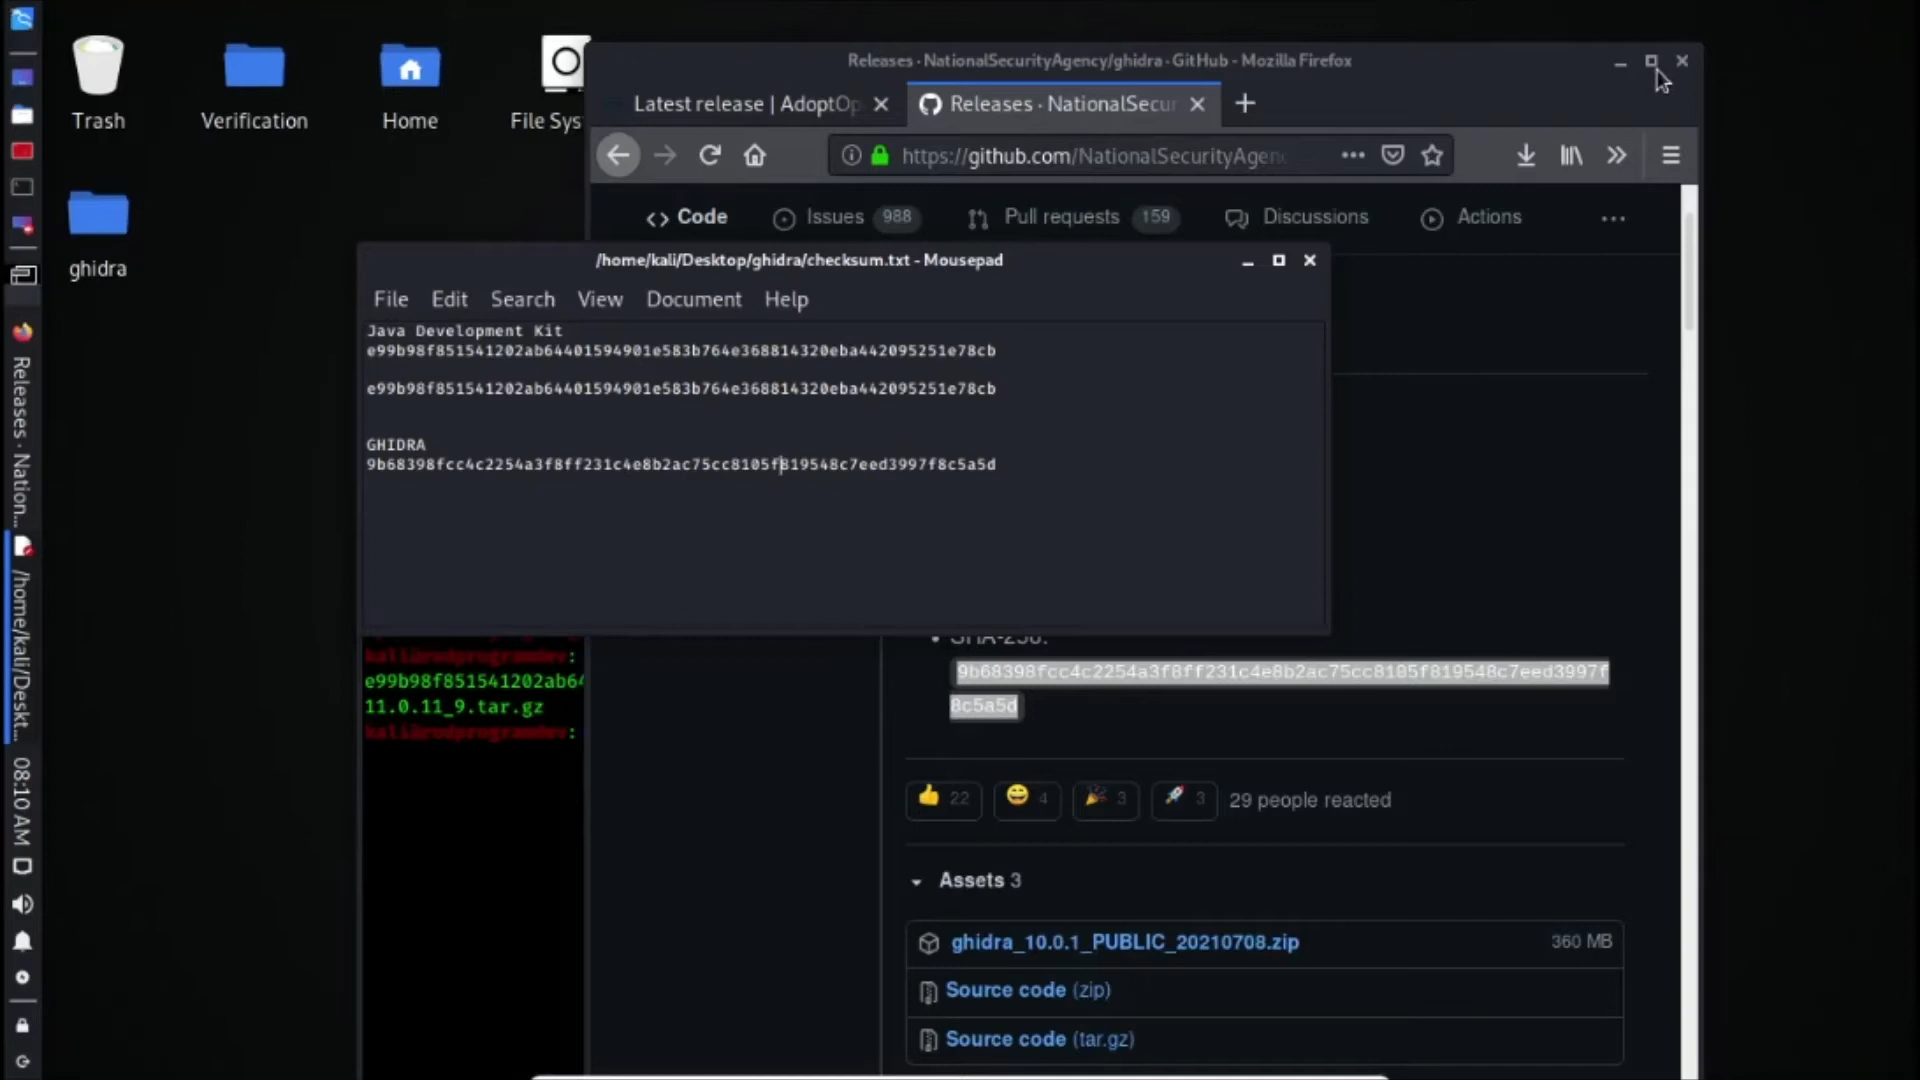 Trash
Verification
Home
File Sys
ghidra
Releases · Nation...
/home/kali/Deskt...
08:10 AM
Releases · NationalSecurityAgency/ghidra · GitHub - Mozilla Firefox
Latest release | AdoptOp
Releases · NationalSecur
https://github.com/NationalSecurityAgenc
Code
Issues 988
Pull requests 159
Discussions
Actions
/home/kali/Desktop/ghidra/checksum.txt - Mousepad
File Edit Search View Document Help
Java Development Kit
e99b98f851541202ab64401594901e583b764e368814320eba442095251e78cb
e99b98f851541202ab64401594901e583b764e368814320eba442095251e78cb
GHIDRA
9b68398fcc4c2254a3f8ff231c4e8b2ac75cc8105f819548c7eed3997f8c5a5d
e99b98f851541202ab64
11.0.11_9.tar.gz
SHA-256:
9b68398fcc4c2254a3f8ff231c4e8b2ac75cc8105f819548c7eed3997f
8c5a5d
22
4
3
3
29 people reacted
Assets 3
ghidra_10.0.1_PUBLIC_20210708.zip
360 MB
Source code (zip)
Source code (tar.gz)